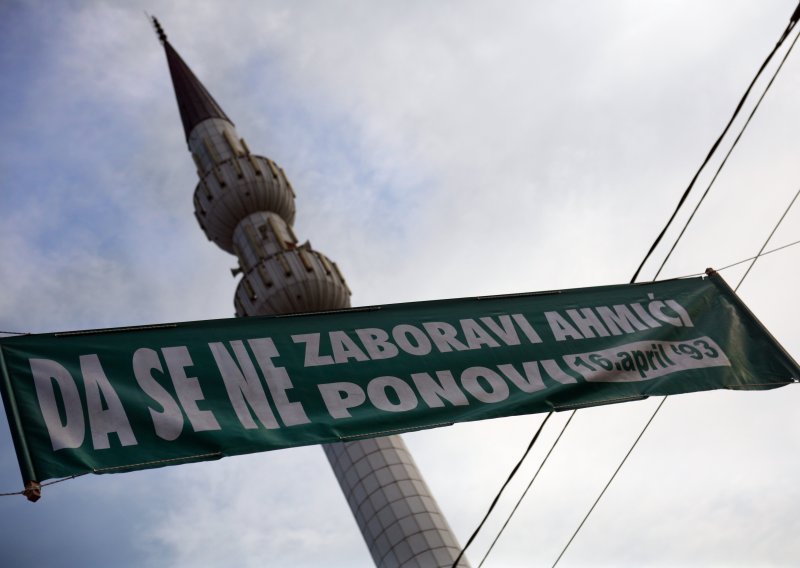 DA SE NE ZABORAVI AHMIĆI
PONOVI 16. april '93